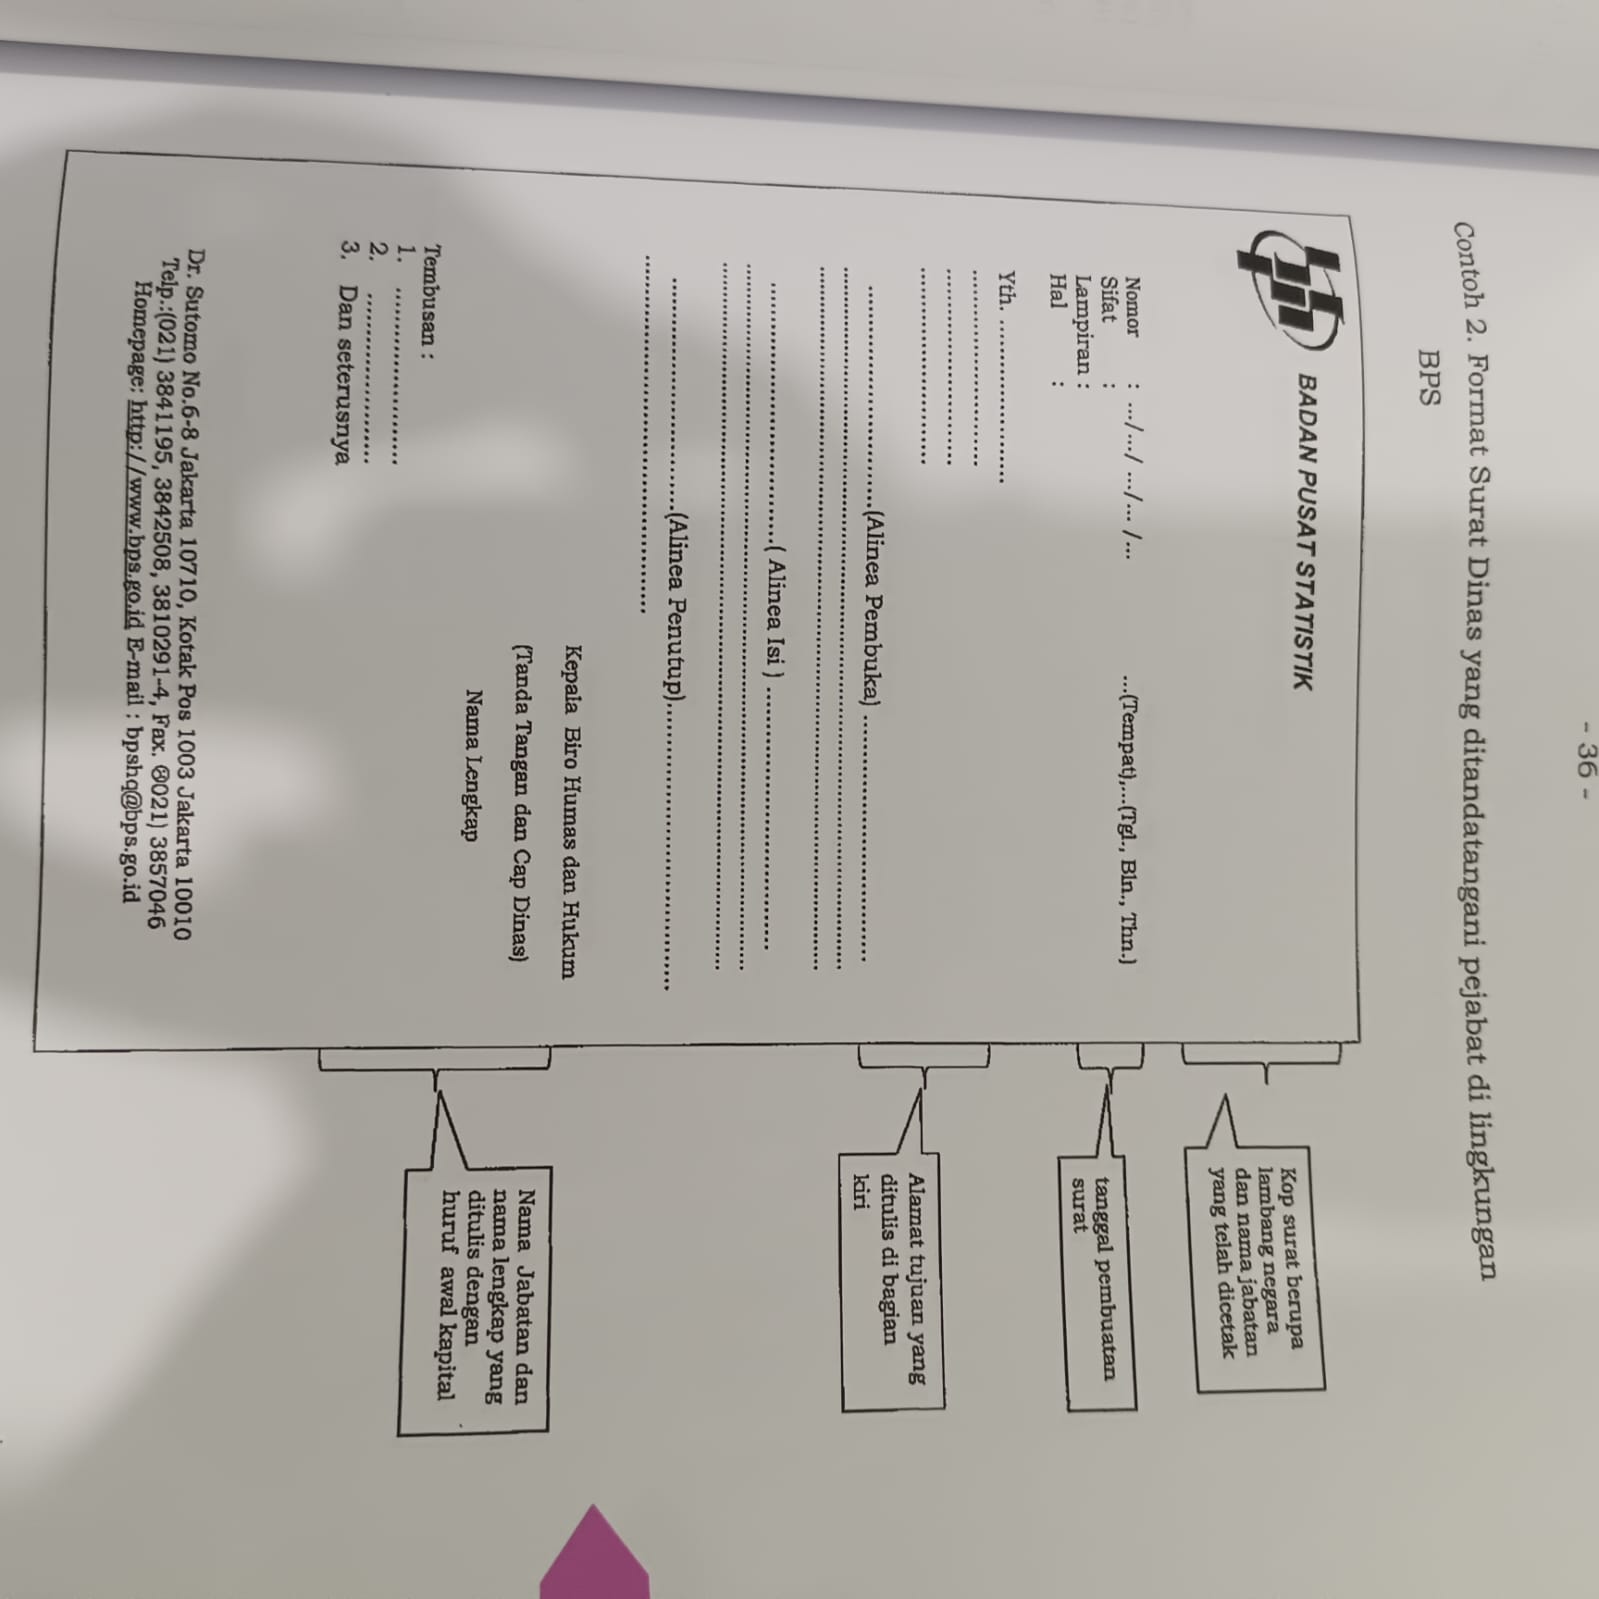 - 36 -
Contoh 2. Format Surat Dinas yang ditandatangani pejabat di lingkungan
BPS
BADAN PUSAT STATISTIK
Kop surat berupa
lambang negara
dan nama jabatan
yang telah dicetak
Nomor : .../.../ .../... /... ...(Tempat),...(Tgl., Bln., Thn.)
Sifat :
Lampiran :
Hal :
tanggal pembuatan
surat
Yth. ........................
........................
........................
........................
Alamat tujuan yang
ditulis di bagian
kiri
..............................(Alinea Pembuka) ..............................
............................................................
............................................................
..............................( Alinea Isi ) ..............................
............................................................
............................................................
..............................(Alinea Penutup)..............................
........................................
Kepala Biro Humas dan Hukum
(Tanda Tangan dan Cap Dinas)
Nama Lengkap
Nama Jabatan dan
nama lengkap yang
ditulis dengan
huruf awal kapital
Tembusan :
1. ......................
2. ......................
3. Dan seterusnya
Dr. Sutomo No.6-8 Jakarta 10710, Kotak Pos 1003 Jakarta 10010
Telp.:(021) 3841195, 3842508, 3810291-4, Fax. 021) 3857046
Homepage: http://www.bps.go.id E-mail : bpshq@bps.go.id